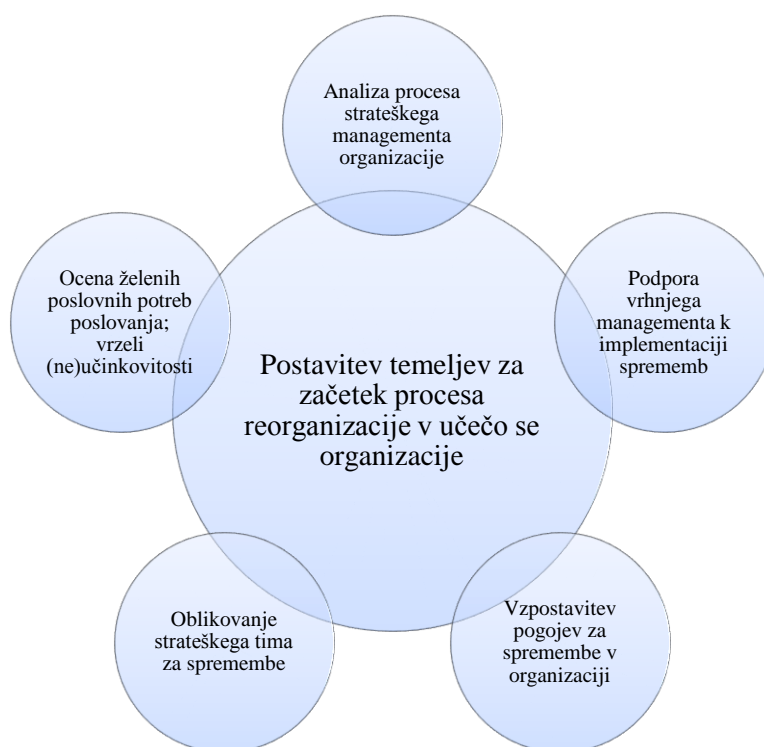 Analiza procesa
strateškega
managementa
organizacije
Ocena želenih
poslovnih potreb
poslovanja;
vrzeli
(ne)učinkovitosti
Podpora
vrhnjega
managementa k
implementaciji
sprememb
Postavitev temeljev za
začetek procesa
reorganizacije v učečo se
organizacije
Oblikovanje
strateškega tima
za spremembe
Vzpostavitev
pogojev za
spremembe v
organizaciji